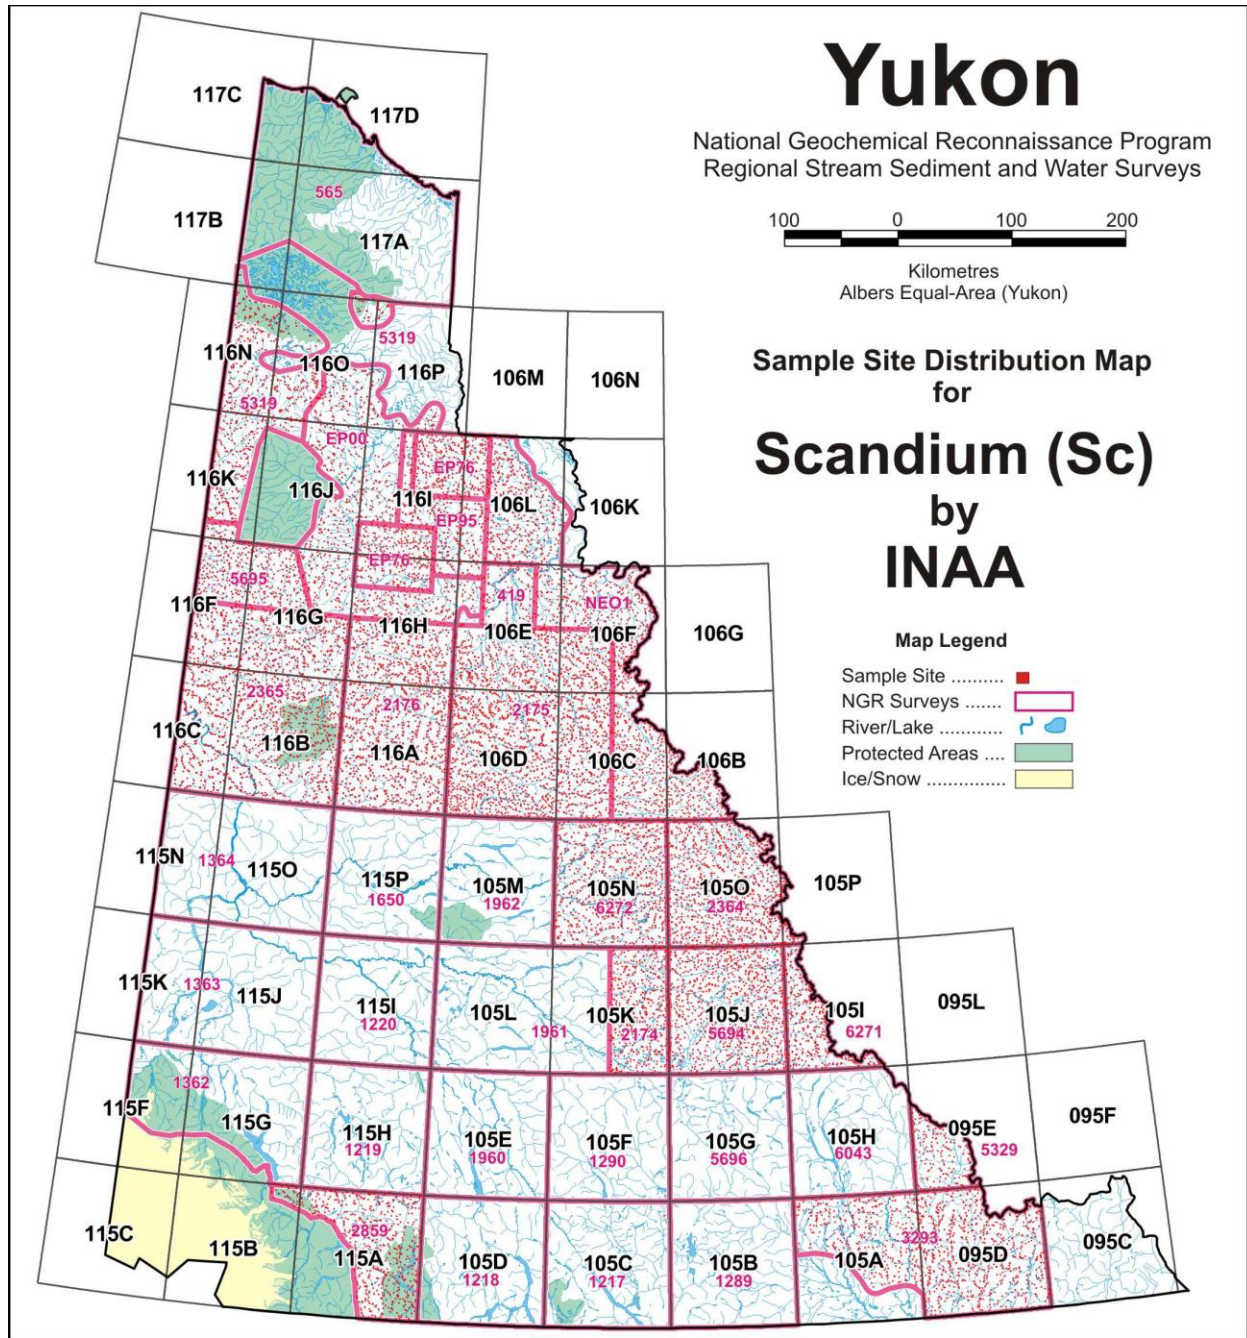 Yukon
National Geochemical Reconnaissance Program
Regional Stream Sediment and Water Surveys
100 0 100 200
Kilometres
Albers Equal-Area (Yukon)
Sample Site Distribution Map
for
Scandium (Sc)
by
INAA
Map Legend
Sample Site ..........
NGR Surveys .......
River/Lake ............
Protected Areas ....
Ice/Snow ...............
117C
117D
565
117B
117A
5319
116N
116O
116P
106M
106N
5319
EP00
EP76
116K
116J
116I
106L
106K
EP95
EP76
5695
419
NEO1
116F
116G
116H
106E
106F
106G
2365
2176
2175
116C
116B
116A
106D
106C
106B
115N
1364
115O
115P
1650
105M
1962
105N
6272
105O
2364
105P
115K
1363
115J
115I
1220
105L
1961
105K
2174
105J
5694
105I
6271
095L
1362
115F
115G
115H
1219
105E
1960
105F
1290
105G
5696
105H
6043
095E
5329
095F
115C
115B
2859
115A
105D
1218
105C
1217
105B
1289
105A
3293
095D
095C